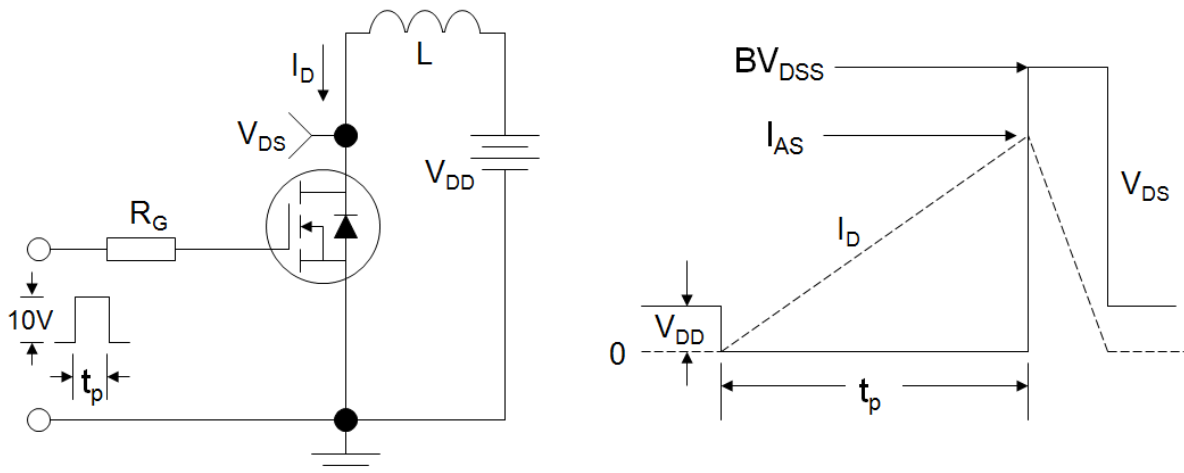 I_D
L
V_DS
V_DD
R_G
10V
t_p
BV_DSS
I_AS
V_DS
I_D
V_DD
0
t_p